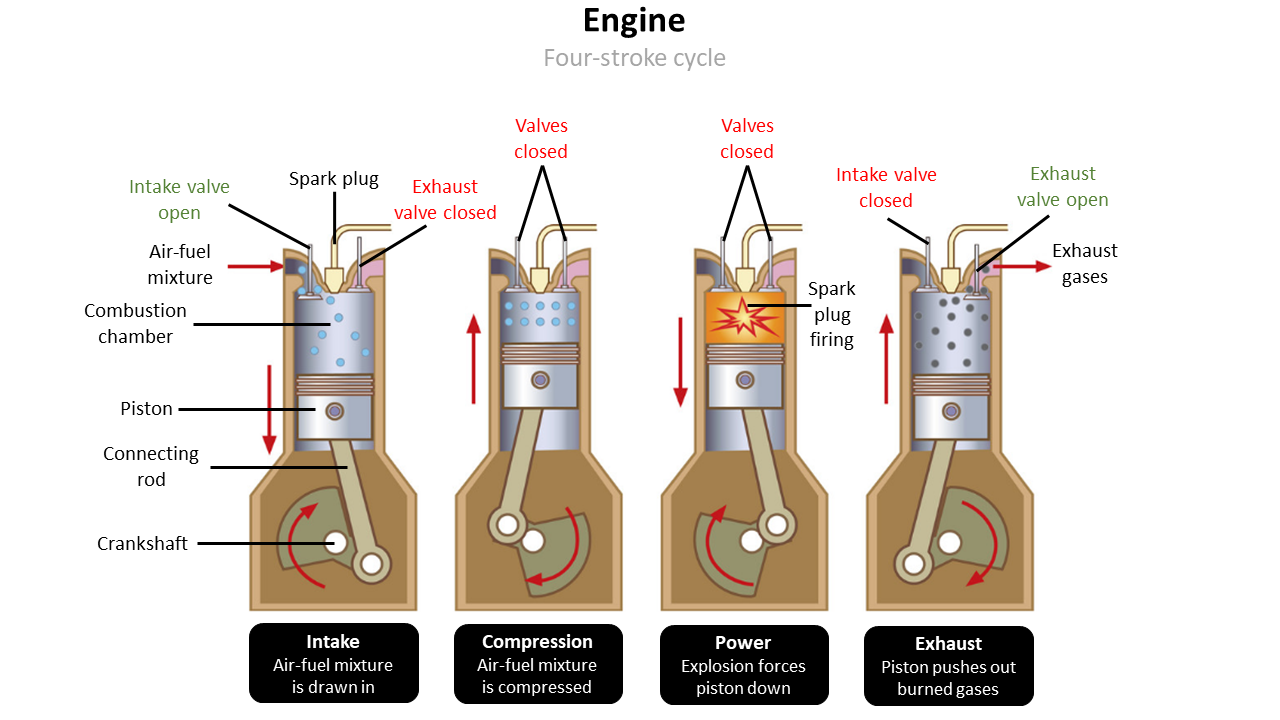 Engine
Four-stroke cycle
Valves
closed
Valves
closed
Intake valve
open
Spark plug
Exhaust
valve closed
Intake valve
closed
Exhaust
valve open
Air-fuel
mixture
Exhaust
gases
Combustion
chamber
Spark
plug
firing
Piston
Connecting
rod
Crankshaft
Intake
Air-fuel mixture
is drawn in
Compression
Air-fuel mixture
is compressed
Power
Explosion forces
piston down
Exhaust
Piston pushes out
burned gases